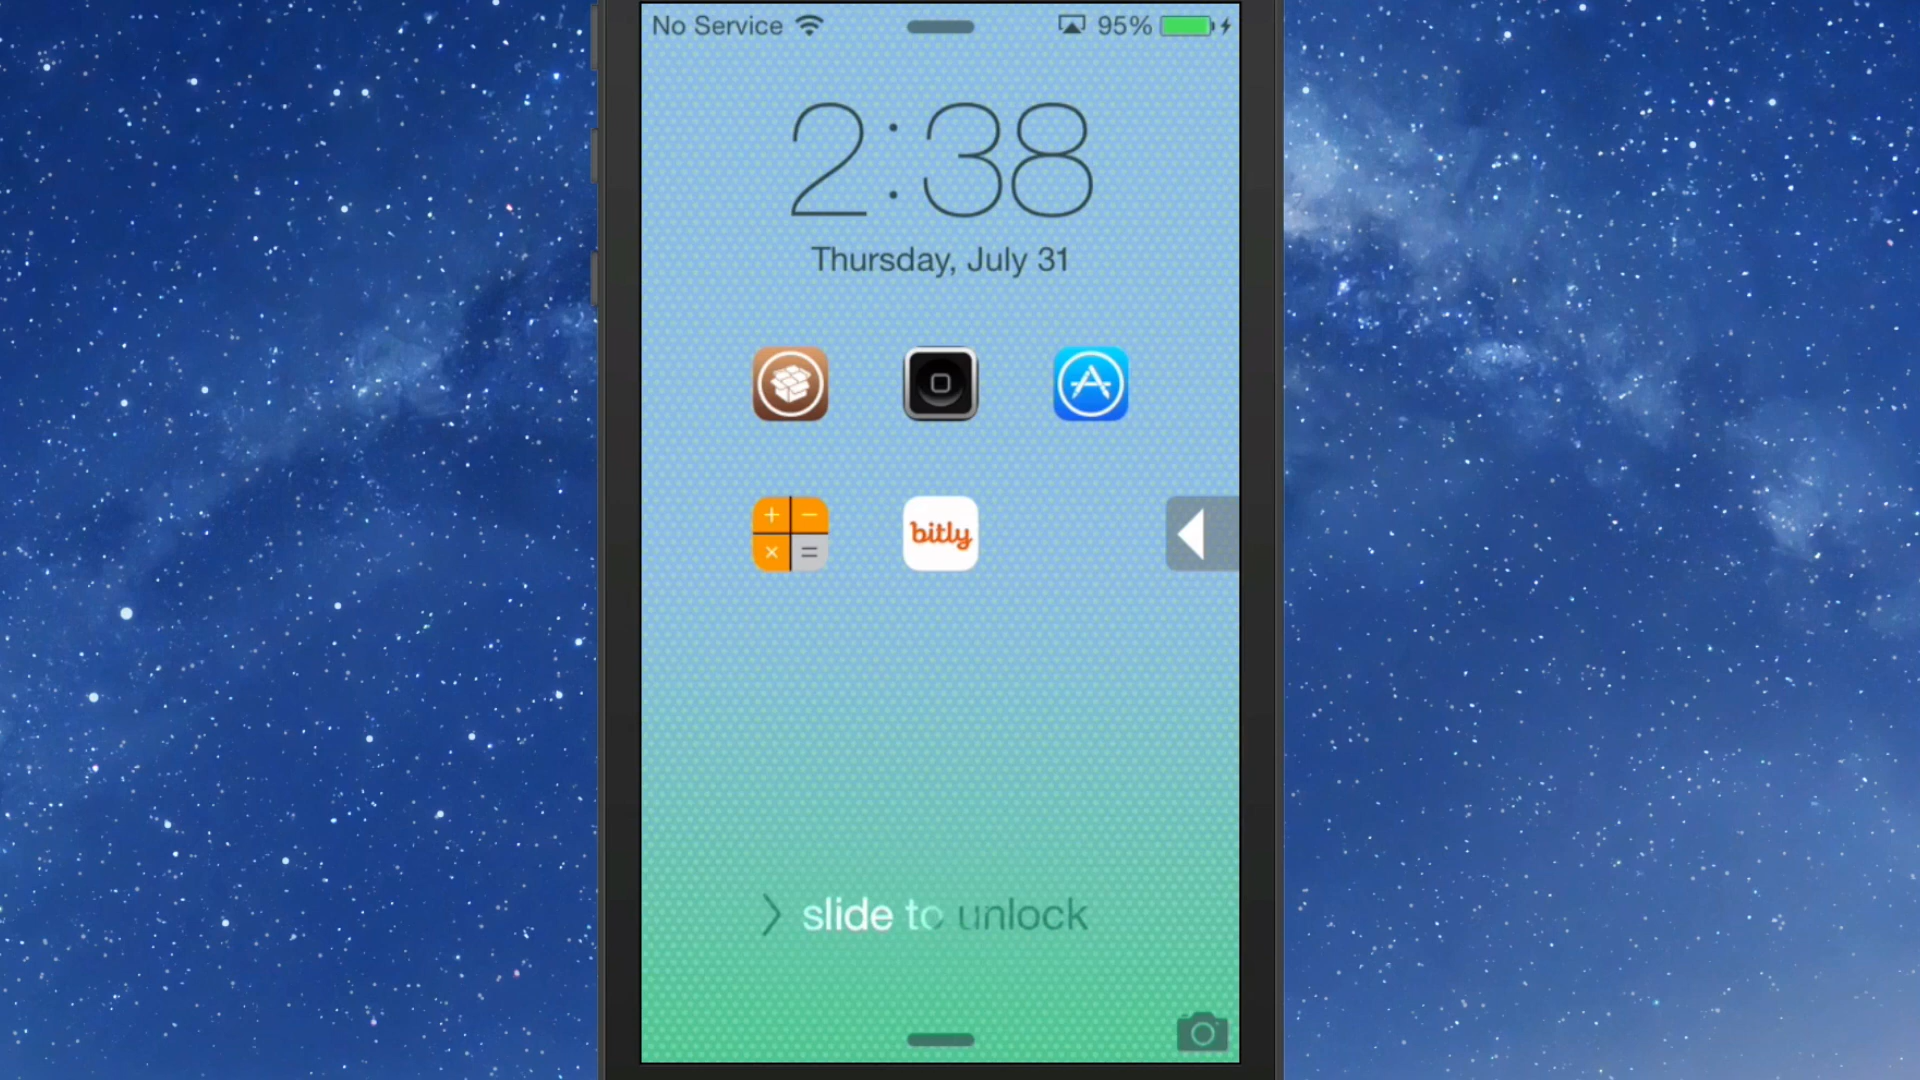 No Service 95%
2:38
Thursday, July 31
bitly
slide to unlock